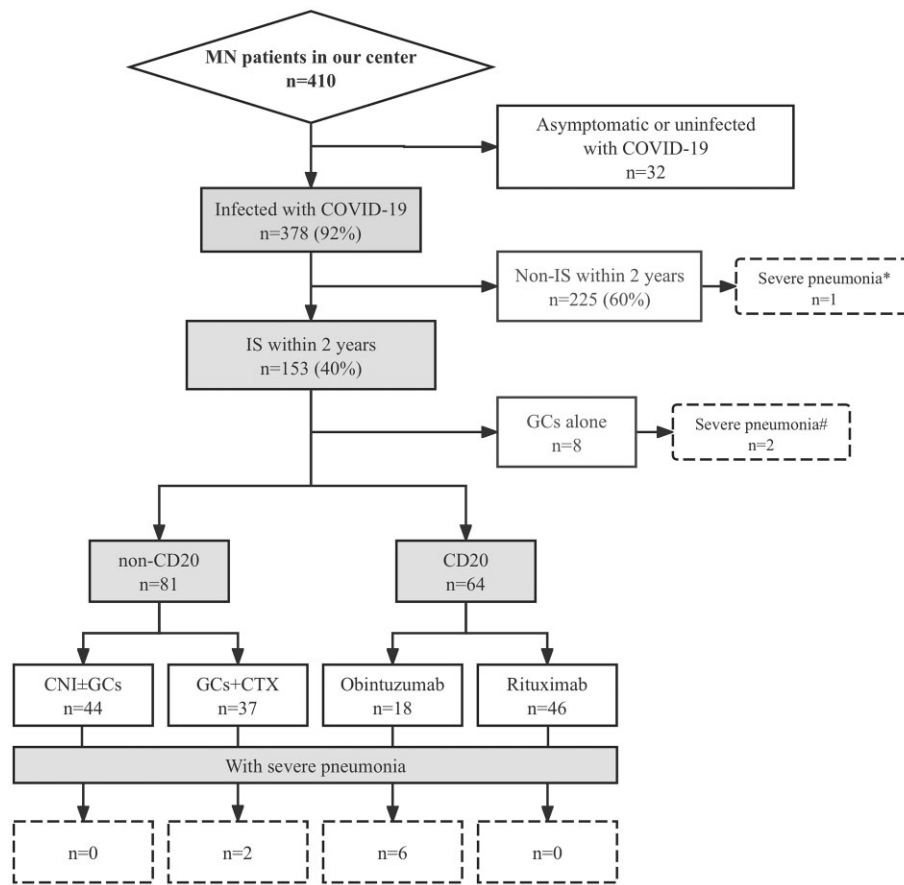 MN patients in our center
n=410
Asymptomatic or uninfected
with COVID-19
n=32
Infected with COVID-19
n=378 (92%)
Non-IS within 2 years
n=225 (60%)
Severe pneumonia*
n=1
IS within 2 years
n=153 (40%)
GCs alone
n=8
Severe pneumonia#
n=2
non-CD20
n=81
CD20
n=64
CNI±GCs
n=44
GCs+CTX
n=37
Obintuzumab
n=18
Rituximab
n=46
With severe pneumonia
n=0
n=2
n=6
n=0